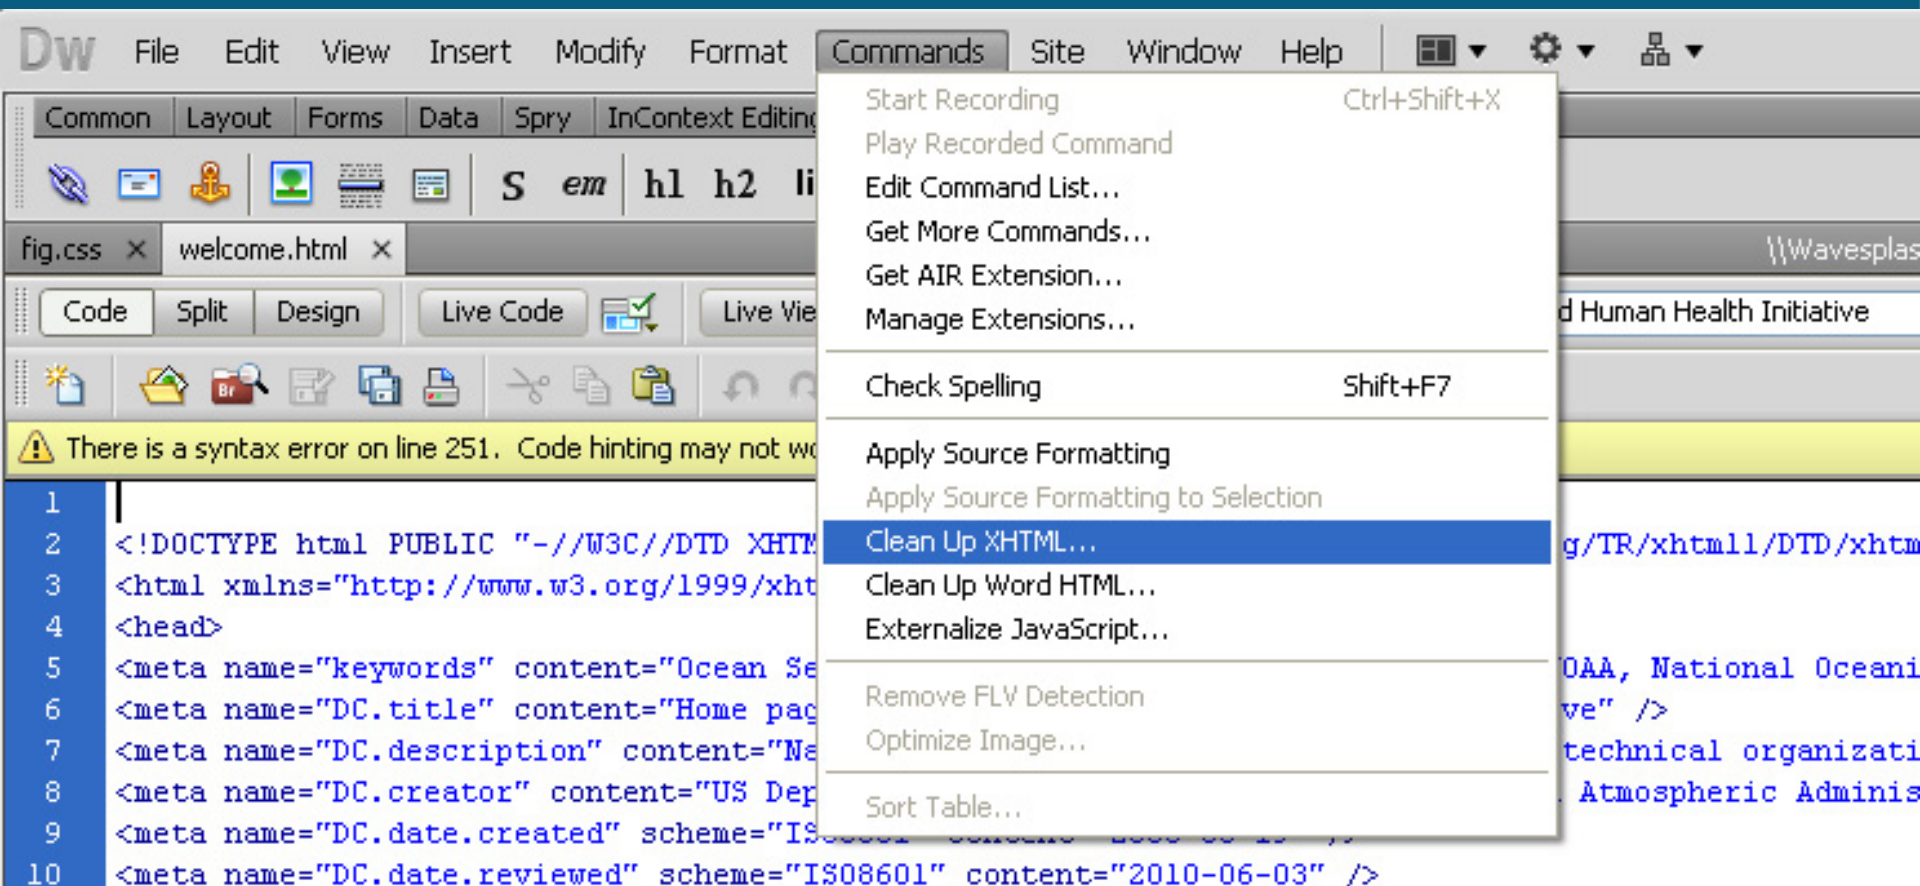 Dw File Edit View Insert Modify Format Commands Site Window Help
Common Layout Forms Data Spry InContext Editing
S em h1 h2 li
fig.css welcome.html
Code Split Design Live Code Live
d Human Health Initiative
Br
There is a syntax error on line 251. Code hinting may not
Start Recording Ctrl+Shift+X
Play Recorded Command
Edit Command List...
Get More Commands...
Get AIR Extension...
Manage Extensions...
Check Spelling Shift+F7
Apply Source Formatting
Apply Source Formatting to Selection
Clean Up XHTML...
Clean Up Word HTML...
Externalize JavaScript...
Remove FLV Detection
Optimize Image...
Sort Table...
1
2 <!DOCTYPE html PUBLIC "-//W3C//DTD XHTM g/TR/xhtml1/DTD/xhtm
3 <html xmlns="http://www.w3.org/1999/xht
4 <head>
5 <meta name="keywords" content="Ocean Se OAA, National Oceani
6 <meta name="DC.title" content="Home pag ve" />
7 <meta name="DC.description" content="Na technical organizati
8 <meta name="DC.creator" content="US Dep Atmospheric Adminis
9 <meta name="DC.date.created" scheme="IS
10 <meta name="DC.date.reviewed" scheme="ISO8601" content="2010-06-03" />